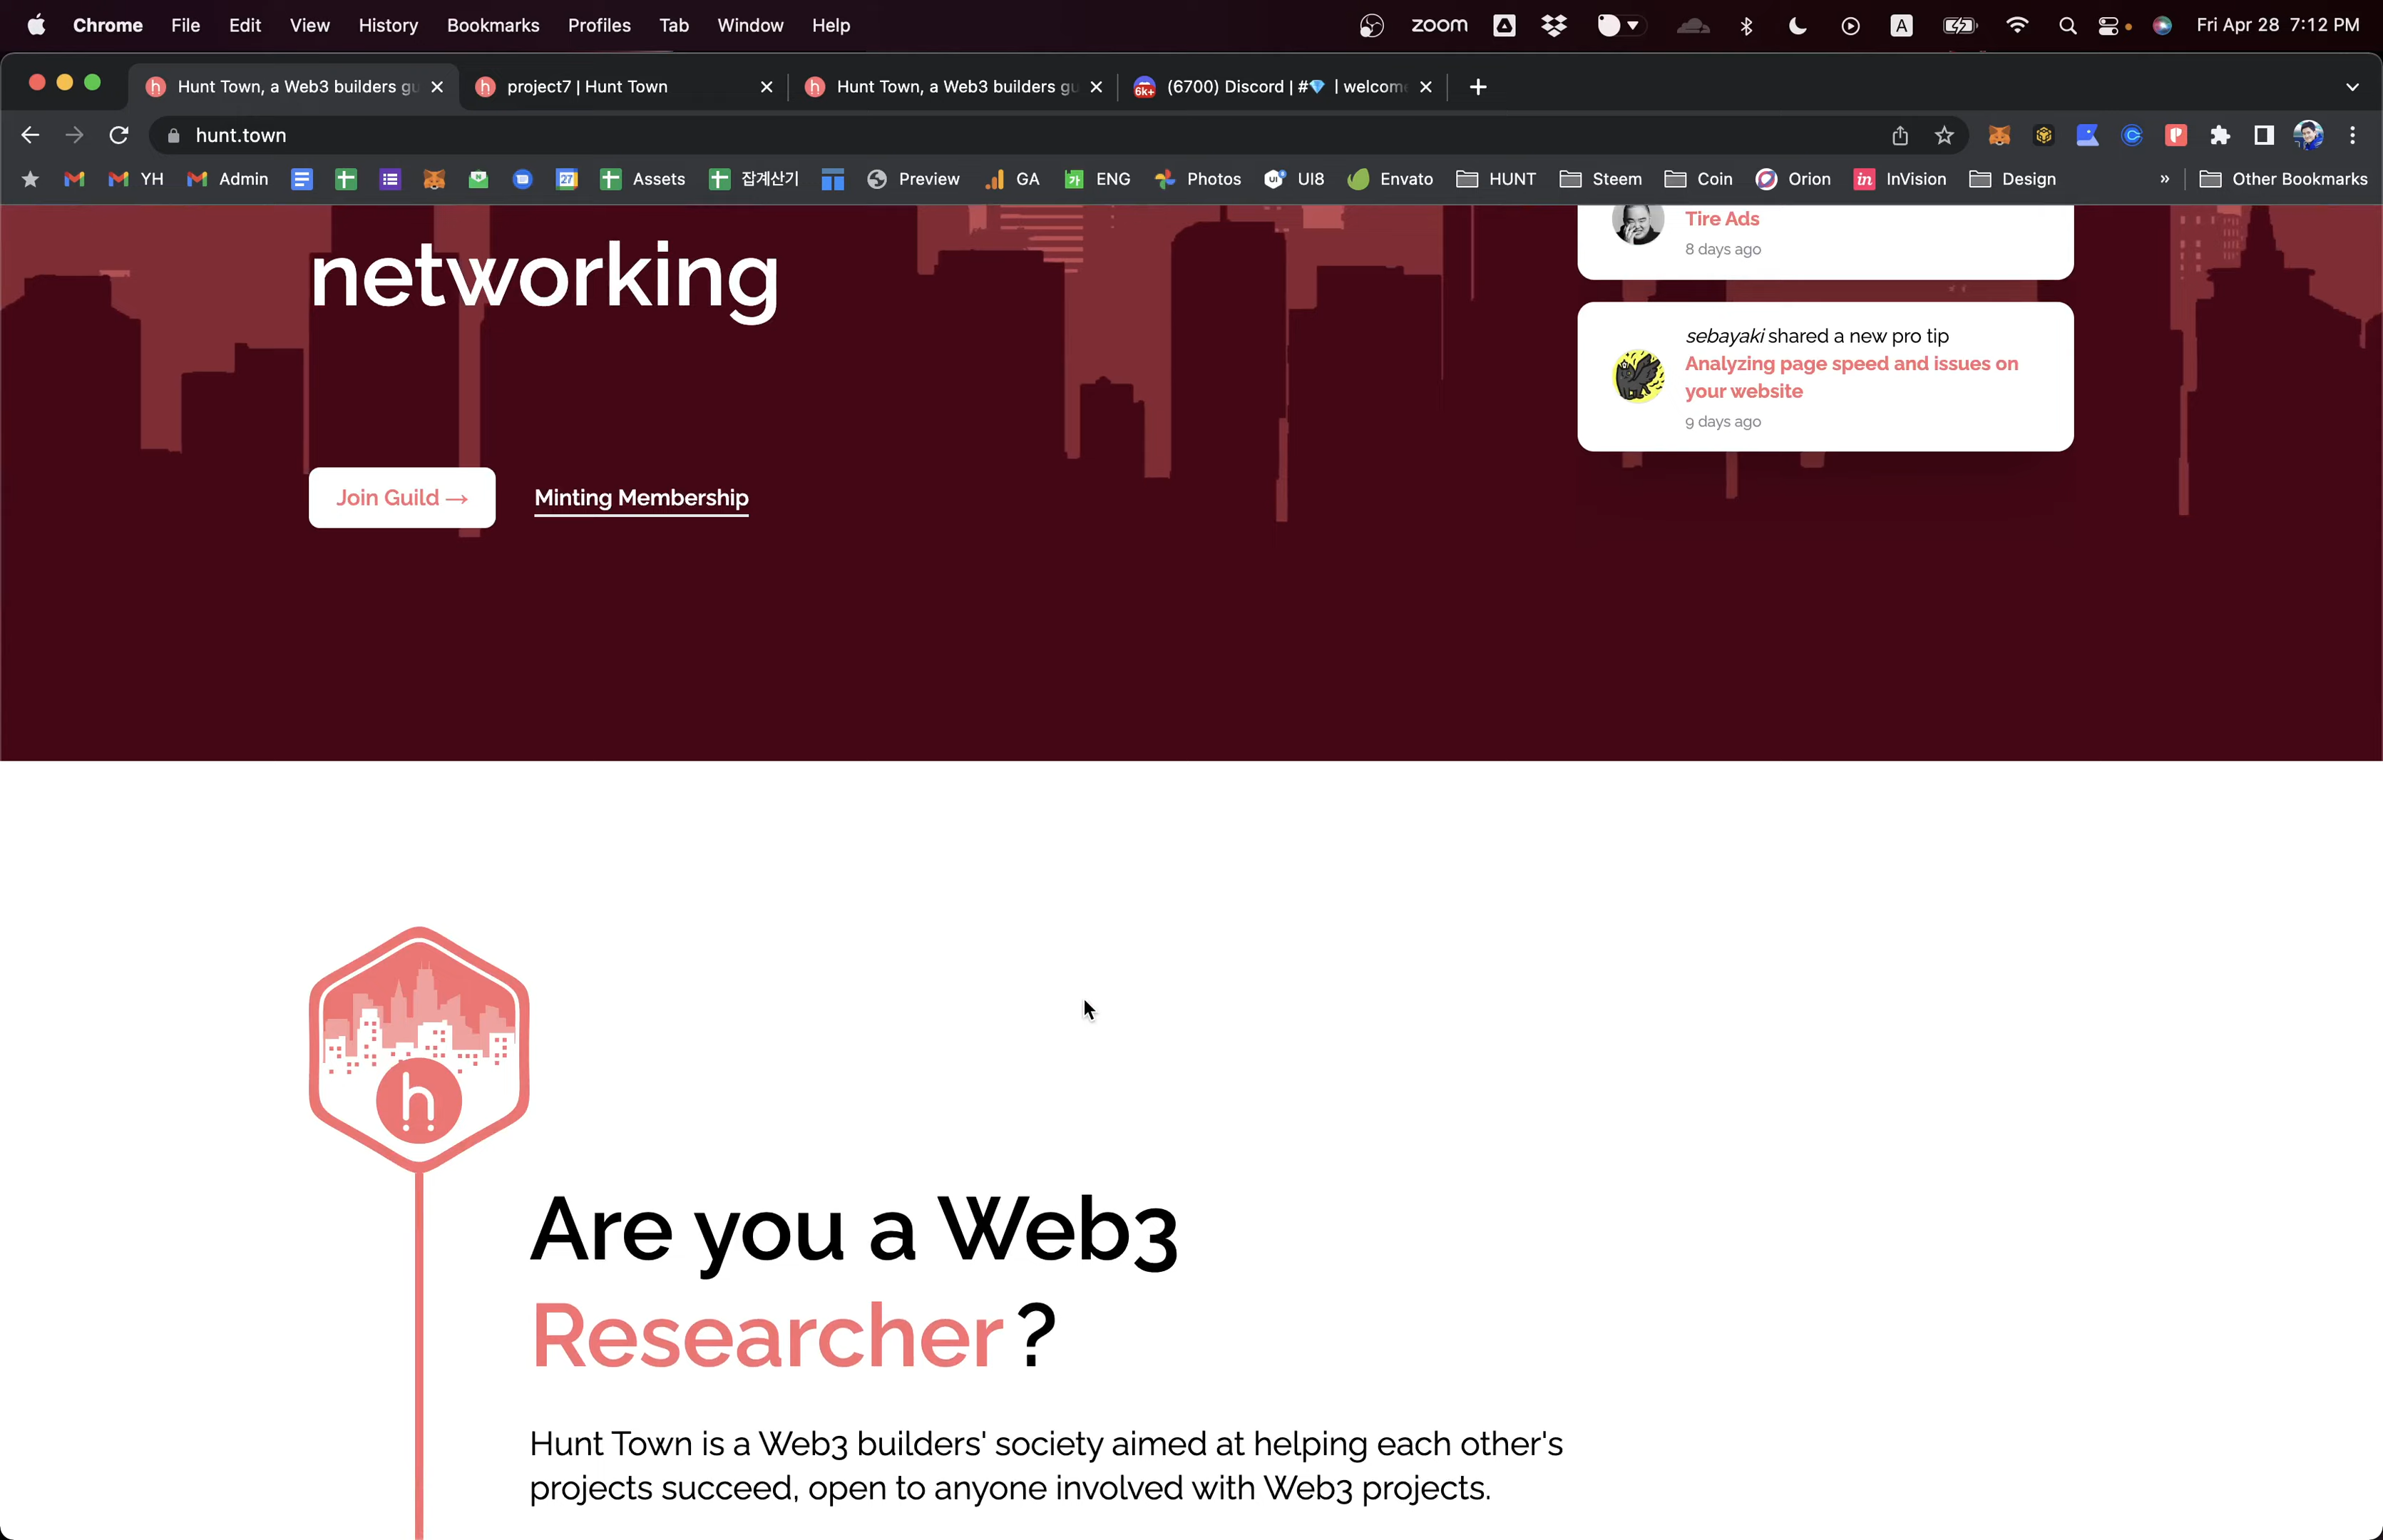 Chrome File Edit View History Bookmarks Profiles Tab Window Help zoom A Fri Apr 28 7:12 PM
Hunt Town, a Web3 builders gu project7 | Hunt Town Hunt Town, a Web3 builders gu 6k+ (6700) Discord | #💎 | welcom
hunt.town
YH Admin 27 Assets 잡계산기 Preview GA 가 ENG Photos UI UI8 Envato HUNT Steem Coin Orion in InVision Design » Other Bookmarks
Tire Ads
8 days ago
networking
sebayaki shared a new pro tip
Analyzing page speed and issues on
your website
9 days ago
Join Guild → Minting Membership
h
Are you a Web3
Researcher ?
Hunt Town is a Web3 builders' society aimed at helping each other's
projects succeed, open to anyone involved with Web3 projects.